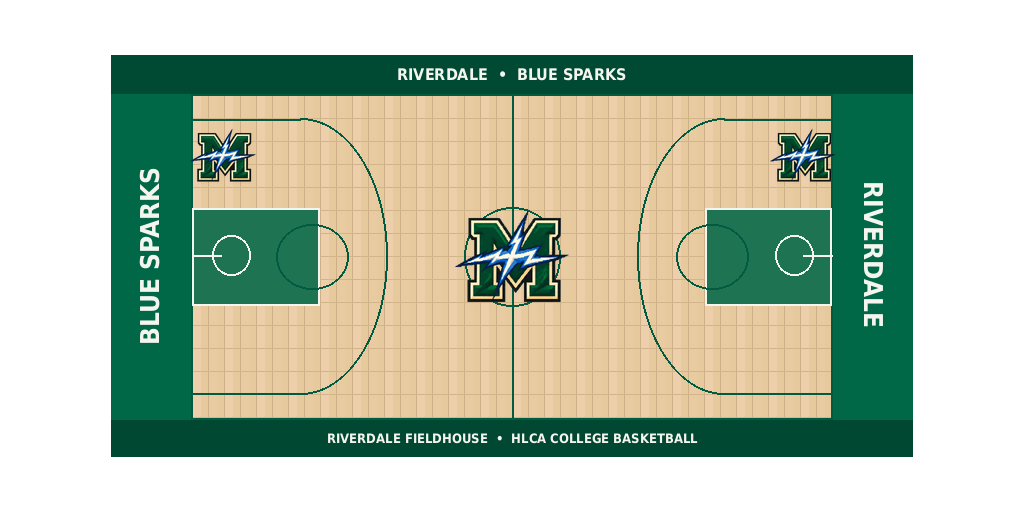 RIVERDALE • BLUE SPARKS
M
M
BLUE SPARKS
M
RIVERDALE
RIVERDALE FIELDHOUSE • HLCA COLLEGE BASKETBALL